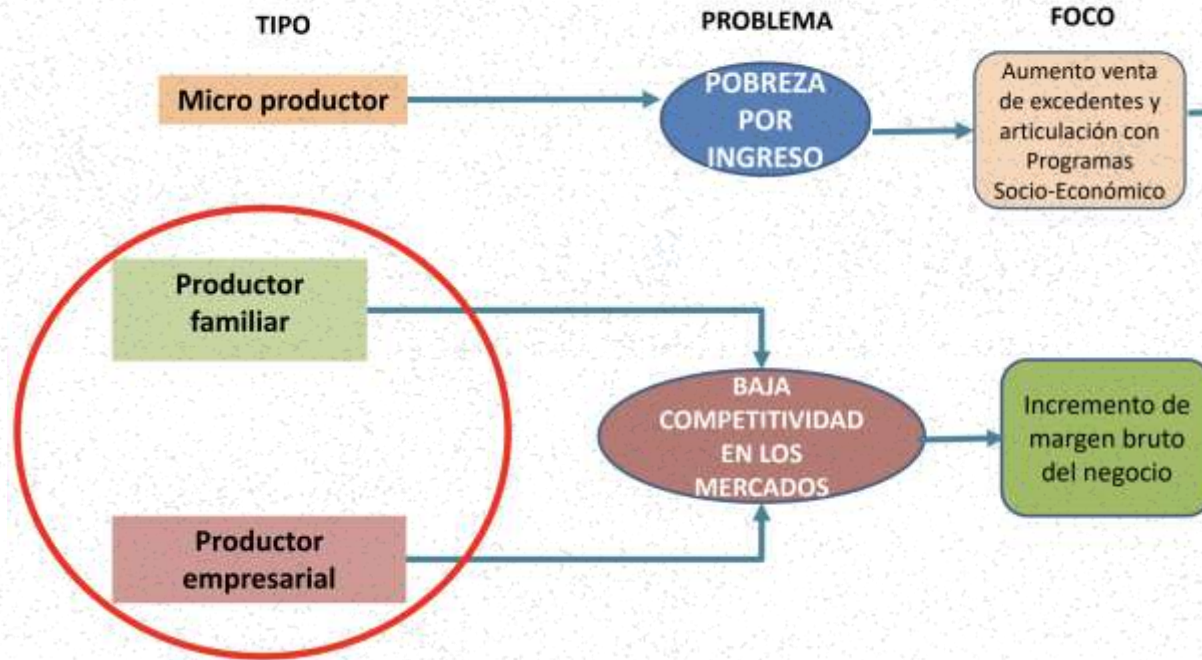 TIPO
PROBLEMA
FOCO
Micro productor
POBREZA
POR
INGRESO
Aumento venta
de excedentes y
articulación con
Programas
Socio-Económico
Productor
familiar
BAJA
COMPETITIVIDAD
EN LOS
MERCADOS
Incremento de
margen bruto
del negocio
Productor
empresarial